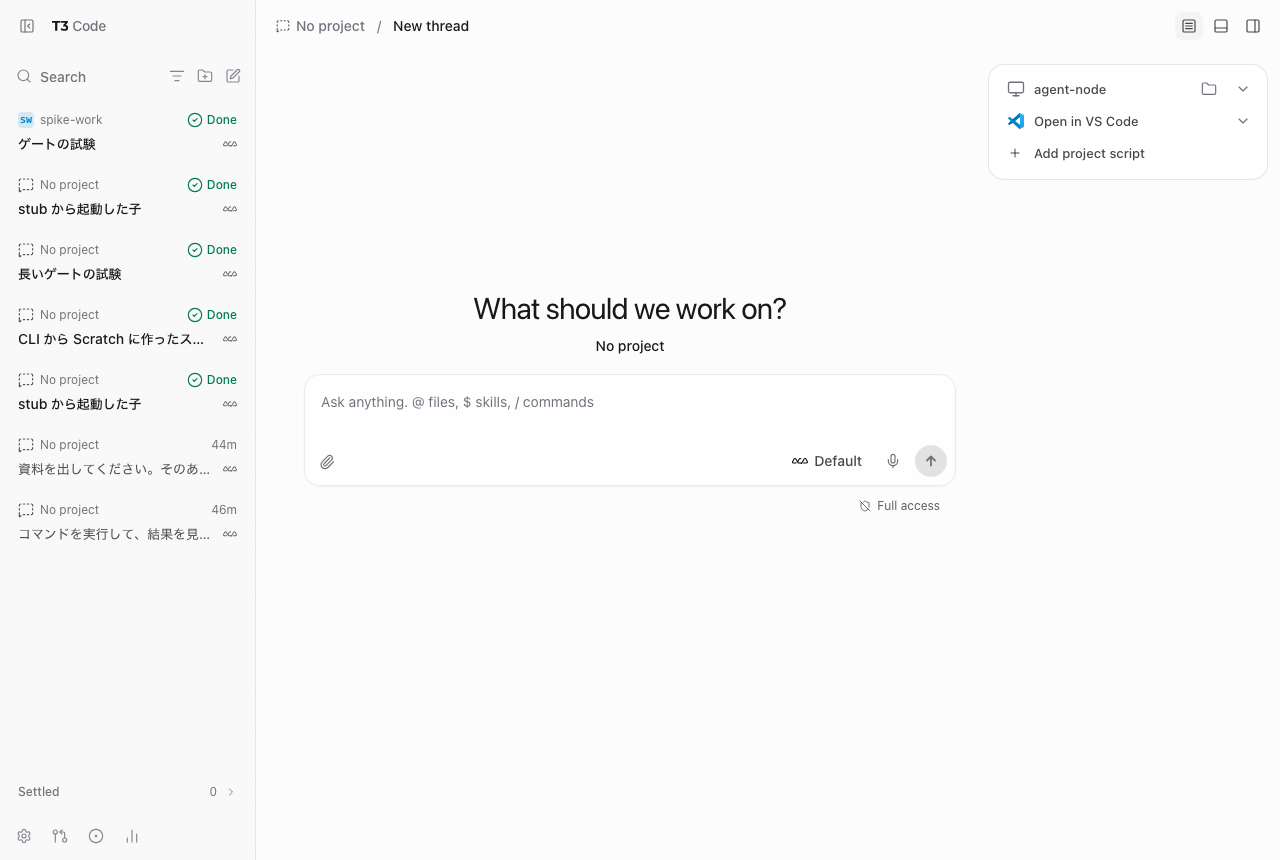 T3 Code
Search
SW spike-work Done
ゲートの試験
No project Done
stub から起動した子
No project Done
長いゲートの試験
No project Done
CLI から Scratch に作ったス...
No project Done
stub から起動した子
No project 44m
資料を出してください。そのあ...
No project 46m
コマンドを実行して、結果を見...
Settled 0
No project / New thread
agent-node
Open in VS Code
Add project script
What should we work on?
No project
Ask anything. @ files, $ skills, / commands
Default
Full access